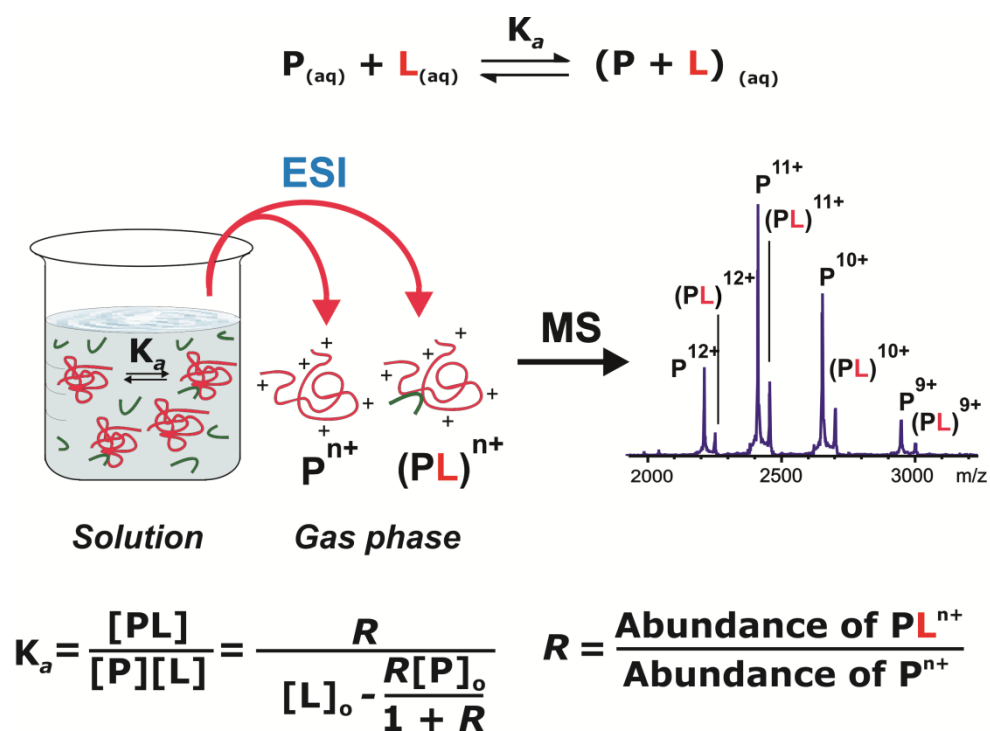 Kₐ
P(aq) + L(aq) ⇌ (P + L) (aq)
ESI
Kₐ
+ + + + + +
Pⁿ⁺ (PL)ⁿ⁺
Solution Gas phase
MS
P¹²⁺
(PL)¹²⁺
P¹¹⁺
(PL)¹¹⁺
P¹⁰⁺
(PL)¹⁰⁺
P⁹⁺
(PL)⁹⁺
2000 2500 3000 m/z
Kₐ = [PL] / [P][L] = R / ([L]ₒ - R[P]ₒ / (1 + R))
R = Abundance of PLⁿ⁺ / Abundance of Pⁿ⁺